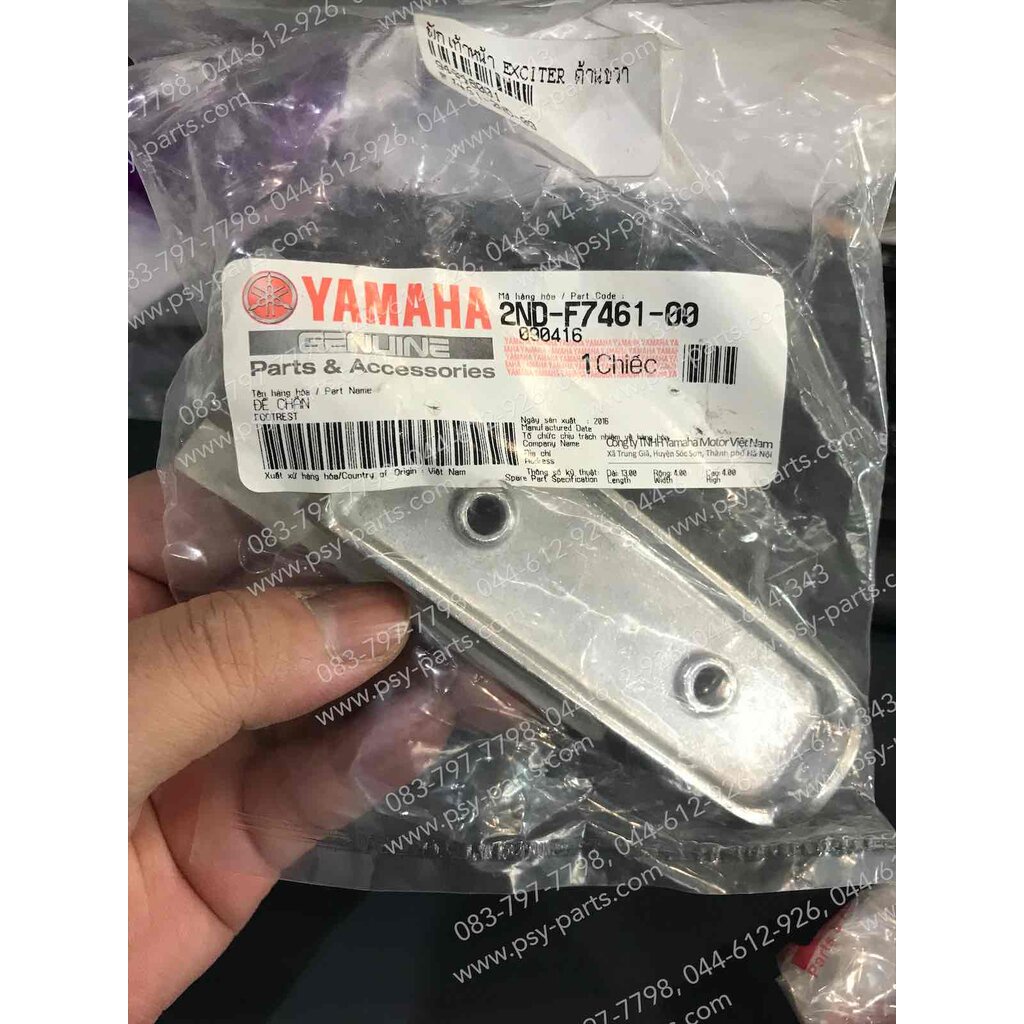 พักเท้าหน้า EXCITER ด้านขวา
YAMAHA
GENUINE
Parts & Accessories
Mã hàng hóa / Part Code :
2ND-F7461-00
030416
1 Chiếc
Tên hàng hóa / Part Name
ĐỂ CHÂN
FOOTREST
Ngày sản xuất : 2016
Manufactured Date
Tổ chức chịu trách nhiệm về hàng hóa
Company Name
Công ty TNHH Yamaha Motor Việt Nam
Địa chỉ
Address
Xã Trung Giã, Huyện Sóc Sơn, Thành phố Hà Nội
Xuất xứ hàng hóa/Country of Origin : Việt Nam
Thông số kỹ thuật
Spare Part Specification
Dài 13.00
Length
Rộng 4.00
Width
Cao 4.00
High
083-797-7798, 044-612-926, 044-614-343
www.psy-parts.com